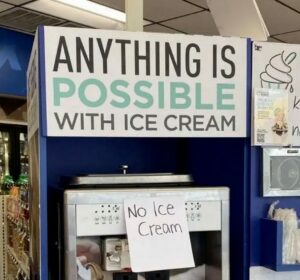 ANYTHING IS
POSSIBLE
WITH ICE CREAM
No Ice
Cream